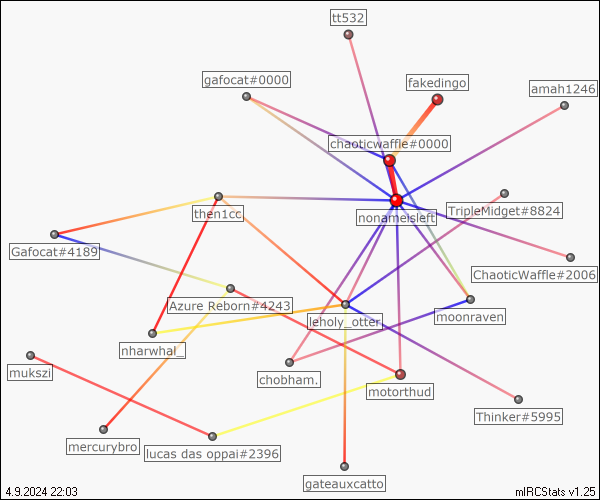 tt532
gafocat#0000
fakedingo
amah1246
chaoticwaffle#0000
then1cc
nonameisleft
TripleMidget#8824
Gafocat#4189
ChaoticWaffle#2006
Azure Reborn#4243
leholy_otter
moonraven
nharwhal_
mukszi
chobham.
motorthud
Thinker#5995
mercurybro
lucas das oppai#2396
gateauxcatto
4.9.2024 22:03
mIRCStats v1.25